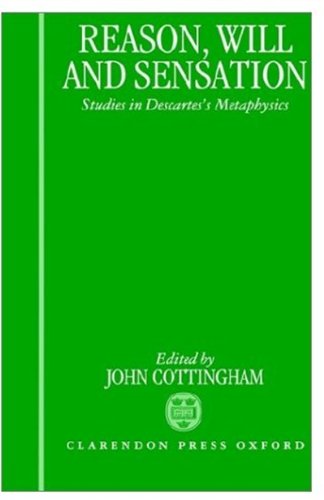 REASON, WILL
AND SENSATION
Studies in Descartes's Metaphysics
Edited by
JOHN COTTINGHAM
CLARENDON PRESS OXFORD